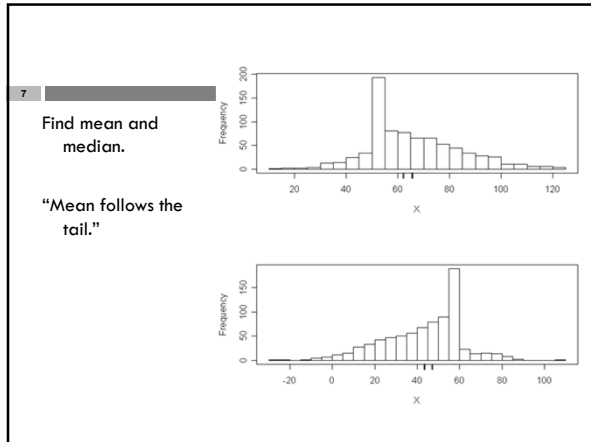 7
Find mean and
median.
“Mean follows the
tail.”
Frequency
200
150
100
50
0
20 40 60 80 100 120
X
Frequency
150
100
50
0
-20 0 20 40 60 80 100
X